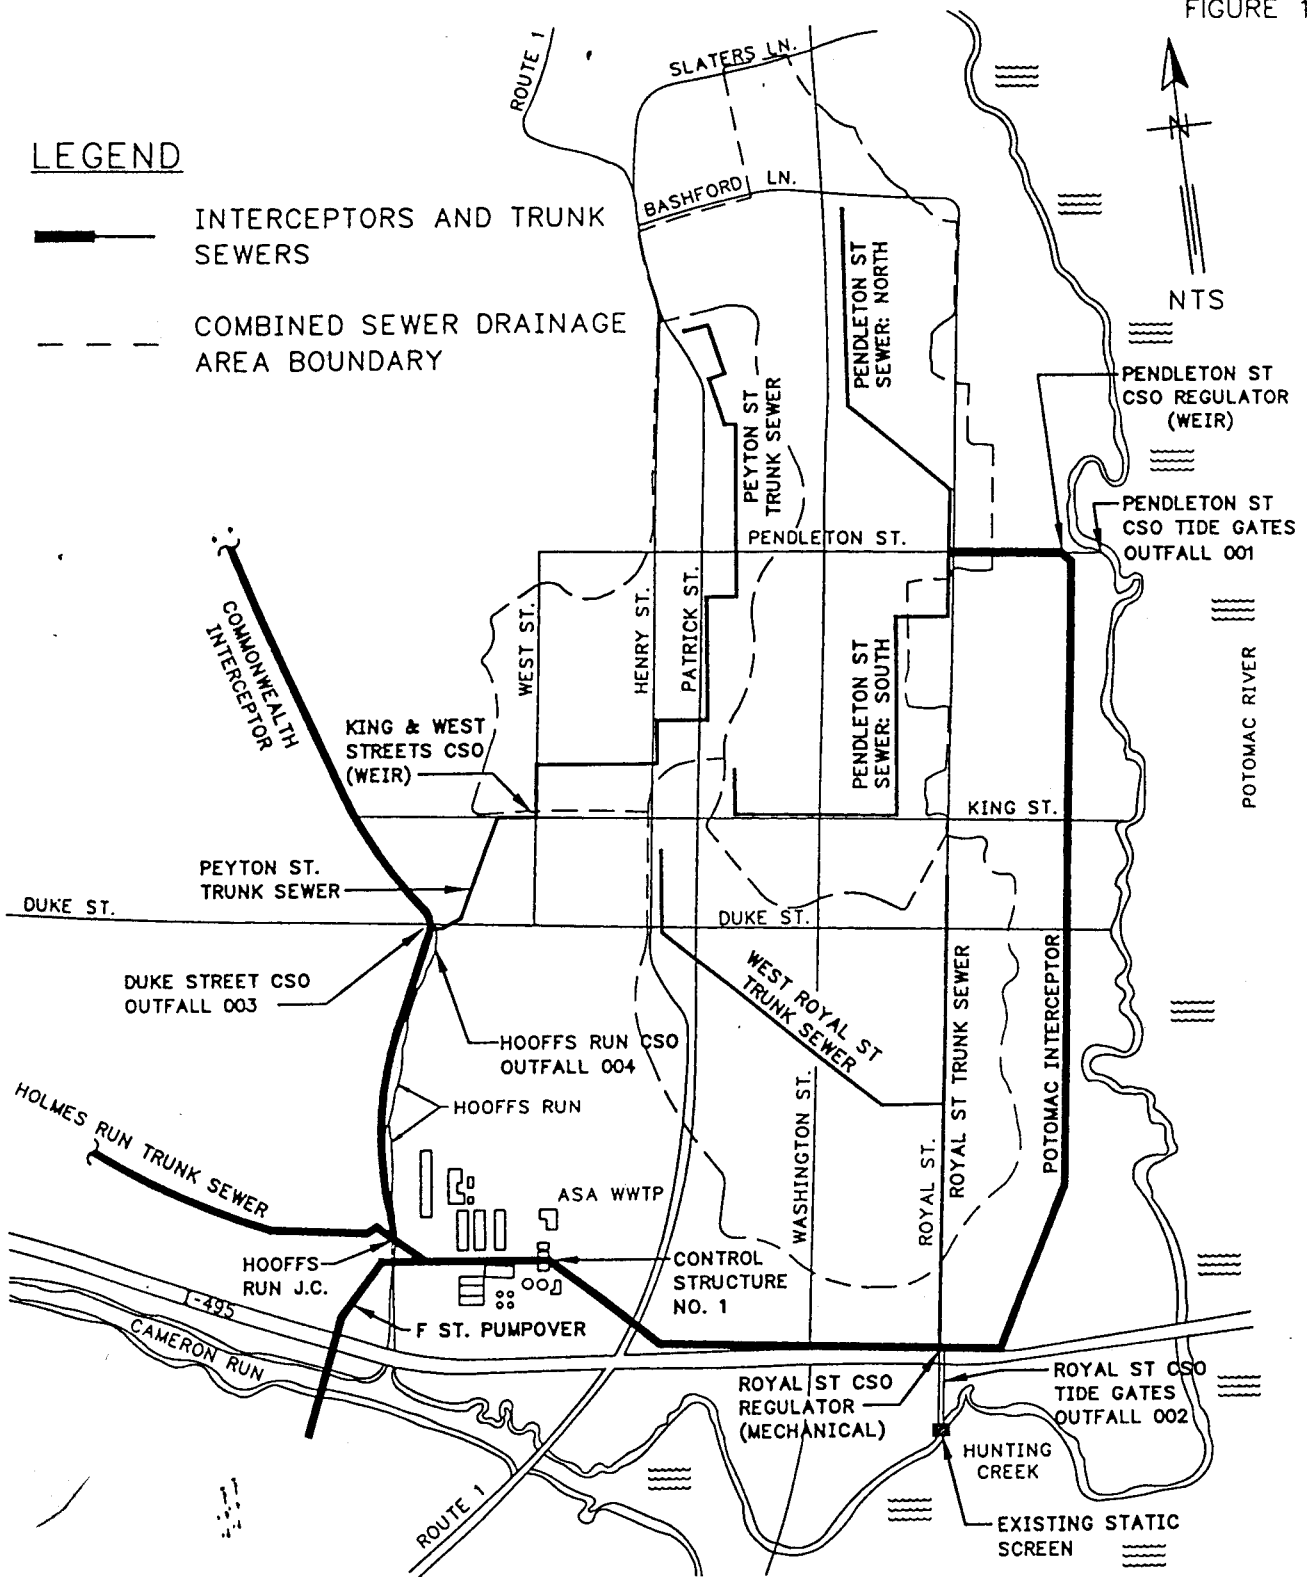 FIGURE 1
ROUTE 1
SLATERS LN.
N
LEGEND
INTERCEPTORS AND TRUNK
SEWERS
COMBINED SEWER DRAINAGE
AREA BOUNDARY
BASHFORD LN.
NTS
PENDLETON ST
SEWER: NORTH
PENDLETON ST
CSO REGULATOR
(WEIR)
PEYTON ST
TRUNK SEWER
PENDLETON ST
CSO TIDE GATES
OUTFALL 001
PENDLETON ST.
COMMONWEALTH
INTERCEPTOR
WEST ST.
HENRY ST.
PATRICK ST.
PENDLETON ST
SEWER: SOUTH
POTOMAC RIVER
KING & WEST
STREETS CSO
(WEIR)
KING ST.
PEYTON ST.
TRUNK SEWER
DUKE ST.
DUKE ST.
DUKE STREET CSO
OUTFALL 003
WEST ROYAL ST
TRUNK SEWER
ROYAL ST TRUNK SEWER
POTOMAC INTERCEPTOR
HOOFFS RUN CSO
OUTFALL 004
HOOFFS RUN
HOLMES RUN TRUNK SEWER
WASHINGTON ST.
ROYAL ST.
ASA WWTP
HOOFFS
RUN J.C.
CONTROL
STRUCTURE
NO. 1
I-495
F ST. PUMPOVER
CAMERON RUN
ROYAL ST CSO
REGULATOR
(MECHANICAL)
ROYAL ST CSO
TIDE GATES
OUTFALL 002
HUNTING
CREEK
ROUTE 1
EXISTING STATIC
SCREEN